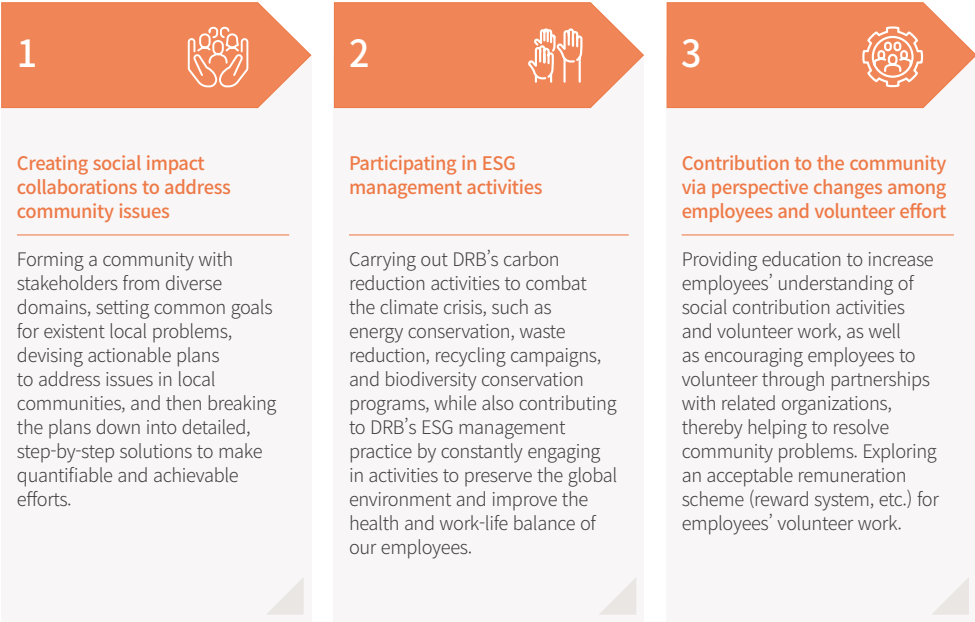 1
Creating social impact
collaborations to address
community issues
Forming a community with
stakeholders from diverse
domains, setting common goals
for existent local problems,
devising actionable plans
to address issues in local
communities, and then breaking
the plans down into detailed,
step-by-step solutions to make
quantifiable and achievable
efforts.
2
Participating in ESG
management activities
Carrying out DRB’s carbon
reduction activities to combat
the climate crisis, such as
energy conservation, waste
reduction, recycling campaigns,
and biodiversity conservation
programs, while also contributing
to DRB’s ESG management
practice by constantly engaging
in activities to preserve the global
environment and improve the
health and work-life balance of
our employees.
3
Contribution to the community
via perspective changes among
employees and volunteer effort
Providing education to increase
employees’ understanding of
social contribution activities
and volunteer work, as well
as encouraging employees to
volunteer through partnerships
with related organizations,
thereby helping to resolve
community problems. Exploring
an acceptable remuneration
scheme (reward system, etc.) for
employees’ volunteer work.